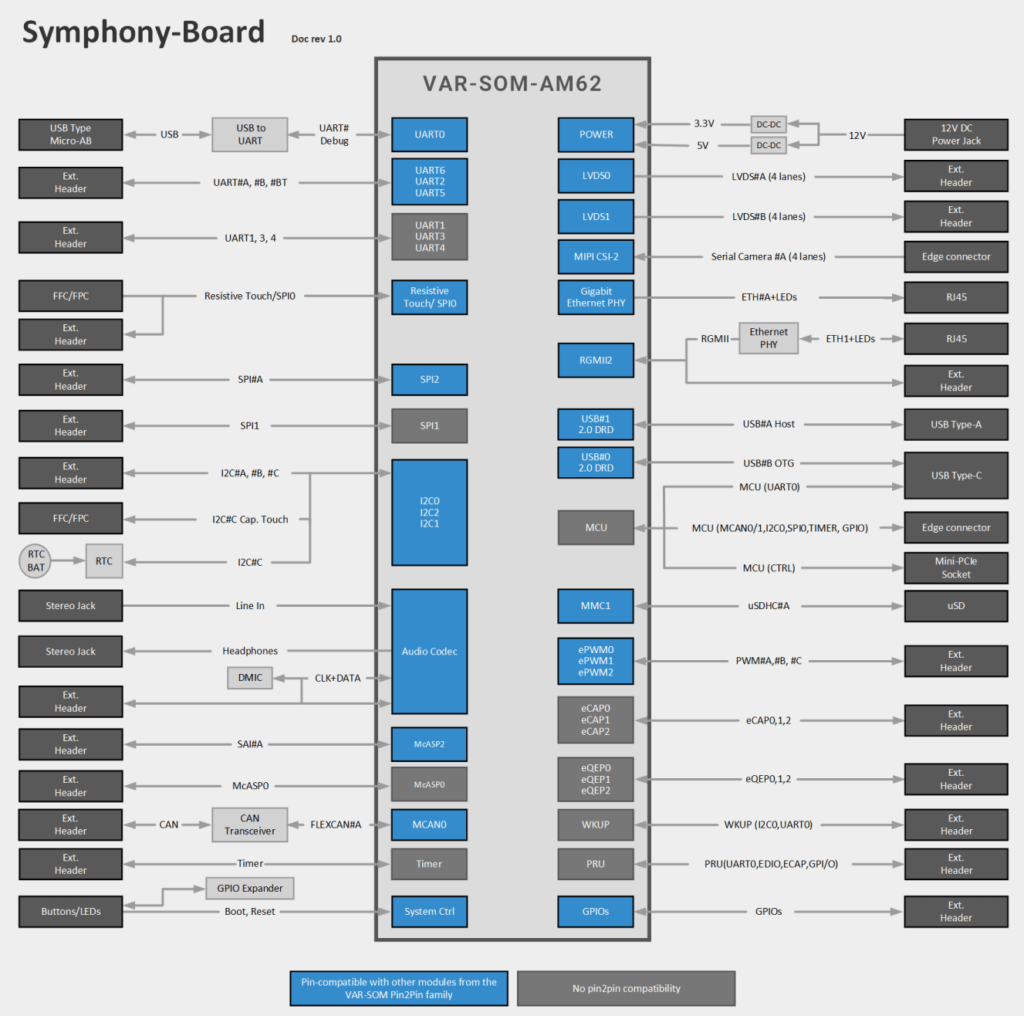 Symphony-Board
Doc rev 1.0
VAR-SOM-AM62
USB Type
Micro-AB
USB
USB to
UART
UART#
Debug
UART0
Ext.
Header
UART#A, #B, #BT
UART6
UART2
UART5
Ext.
Header
UART1, 3, 4
UART1
UART3
UART4
FFC/FPC
Resistive Touch/SPI0
Resistive
Touch/ SPI0
Ext.
Header
Ext.
Header
SPI#A
SPI2
Ext.
Header
SPI1
SPI1
Ext.
Header
I2C#A, #B, #C
FFC/FPC
I2C#C Cap. Touch
I2C0
I2C2
I2C1
RTC
BAT
RTC
I2C#C
Stereo Jack
Line In
Stereo Jack
Headphones
Audio Codec
DMIC
CLK+DATA
Ext.
Header
Ext.
Header
SAI#A
McASP2
Ext.
Header
McASP0
McASP0
Ext.
Header
CAN
CAN
Transceiver
FLEXCAN#A
MCAN0
Ext.
Header
Timer
Timer
GPIO Expander
Buttons/LEDs
Boot, Reset
System Ctrl
POWER
3.3V
DC-DC
5V
DC-DC
12V
12V DC
Power Jack
LVDS0
LVDS#A (4 lanes)
Ext.
Header
LVDS1
LVDS#B (4 lanes)
Ext.
Header
MIPI CSI-2
Serial Camera #A (4 lanes)
Edge connector
Gigabit
Ethernet PHY
ETH#A+LEDs
RJ45
RGMII2
RGMII
Ethernet
PHY
ETH1+LEDs
RJ45
Ext.
Header
USB#1
2.0 DRD
USB#A Host
USB Type-A
USB#0
2.0 DRD
USB#B OTG
USB Type-C
MCU (UART0)
MCU
MCU (MCAN0/1,I2C0,SPI0,TIMER, GPIO)
Edge connector
MCU (CTRL)
Mini-PCIe
Socket
MMC1
uSDHC#A
uSD
ePWM0
ePWM1
ePWM2
PWM#A,#B, #C
Ext.
Header
eCAP0
eCAP1
eCAP2
eCAP0,1,2
Ext.
Header
eQEP0
eQEP1
eQEP2
eQEP0,1,2
Ext.
Header
WKUP
WKUP (I2C0,UART0)
Ext.
Header
PRU
PRU(UART0,EDIO,ECAP,GPI/O)
Ext.
Header
GPIOs
GPIOs
Ext.
Header
Pin-compatible with other modules from the
VAR-SOM Pin2Pin family
No pin2pin compatibility